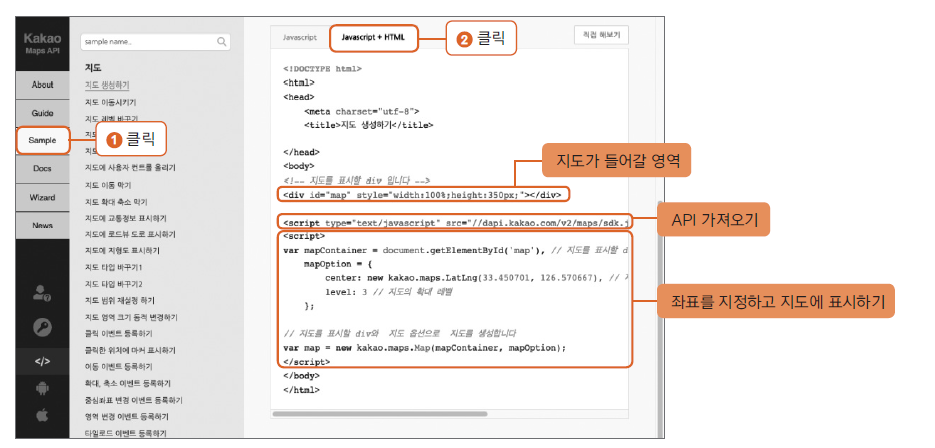 Kakao
Maps API
About
Guide
Sample
Docs
Wizard
News
</>
sample name..
지도
지도 생성하기
지도 이동시키기
지도 레벨 바꾸기
지도에 사용자 컨트롤 올리기
지도 이동 막기
지도 확대 축소 막기
지도에 교통정보 표시하기
지도에 로드뷰 도로 표시하기
지도에 지형도 표시하기
지도 타입 바꾸기1
지도 타입 바꾸기2
지도 범위 재설정 하기
지도 영역 크기 동적 변경하기
클릭 이벤트 등록하기
클릭한 위치에 마커 표시하기
이동 이벤트 등록하기
확대, 축소 이벤트 등록하기
중심좌표 변경 이벤트 등록하기
영역 변경 이벤트 등록하기
타일로드 이벤트 등록하기
1 클릭
Javascript
Javascript + HTML
2 클릭
직접 해보기
<!DOCTYPE html>
<html>
<head>
<meta charset="utf-8">
<title>지도 생성하기</title>
</head>
<body>
<!-- 지도를 표시할 div 입니다 -->
<div id="map" style="width:100%;height:350px;"></div>
<script type="text/javascript" src="//dapi.kakao.com/v2/maps/sdk.j
<script>
var mapContainer = document.getElementById('map'), // 지도를 표시할 d
mapOption = {
center: new kakao.maps.LatLng(33.450701, 126.570667), //
level: 3 // 지도의 확대 레벨
};
// 지도를 표시할 div와 지도 옵션으로 지도를 생성합니다
var map = new kakao.maps.Map(mapContainer, mapOption);
</script>
</body>
</html>
지도가 들어갈 영역
API 가져오기
좌표를 지정하고 지도에 표시하기